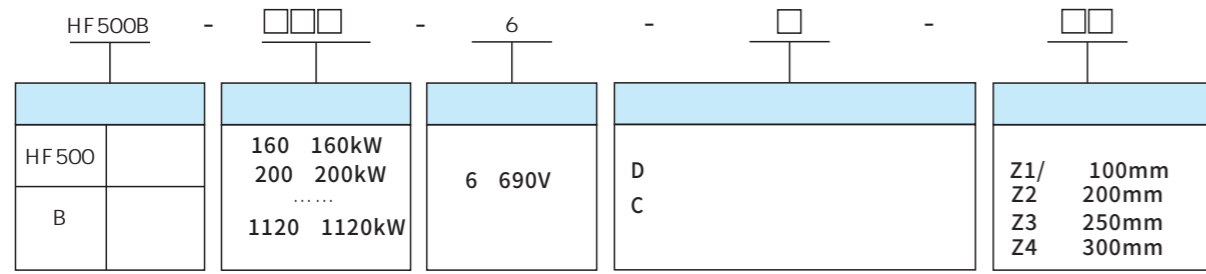 HF500B - □□□ - 6 - □ - □□
HF500
B
160 160kW
200 200kW
……
1120 1120kW
6 690V
D
C
Z1/ 100mm
Z2 200mm
Z3 250mm
Z4 300mm